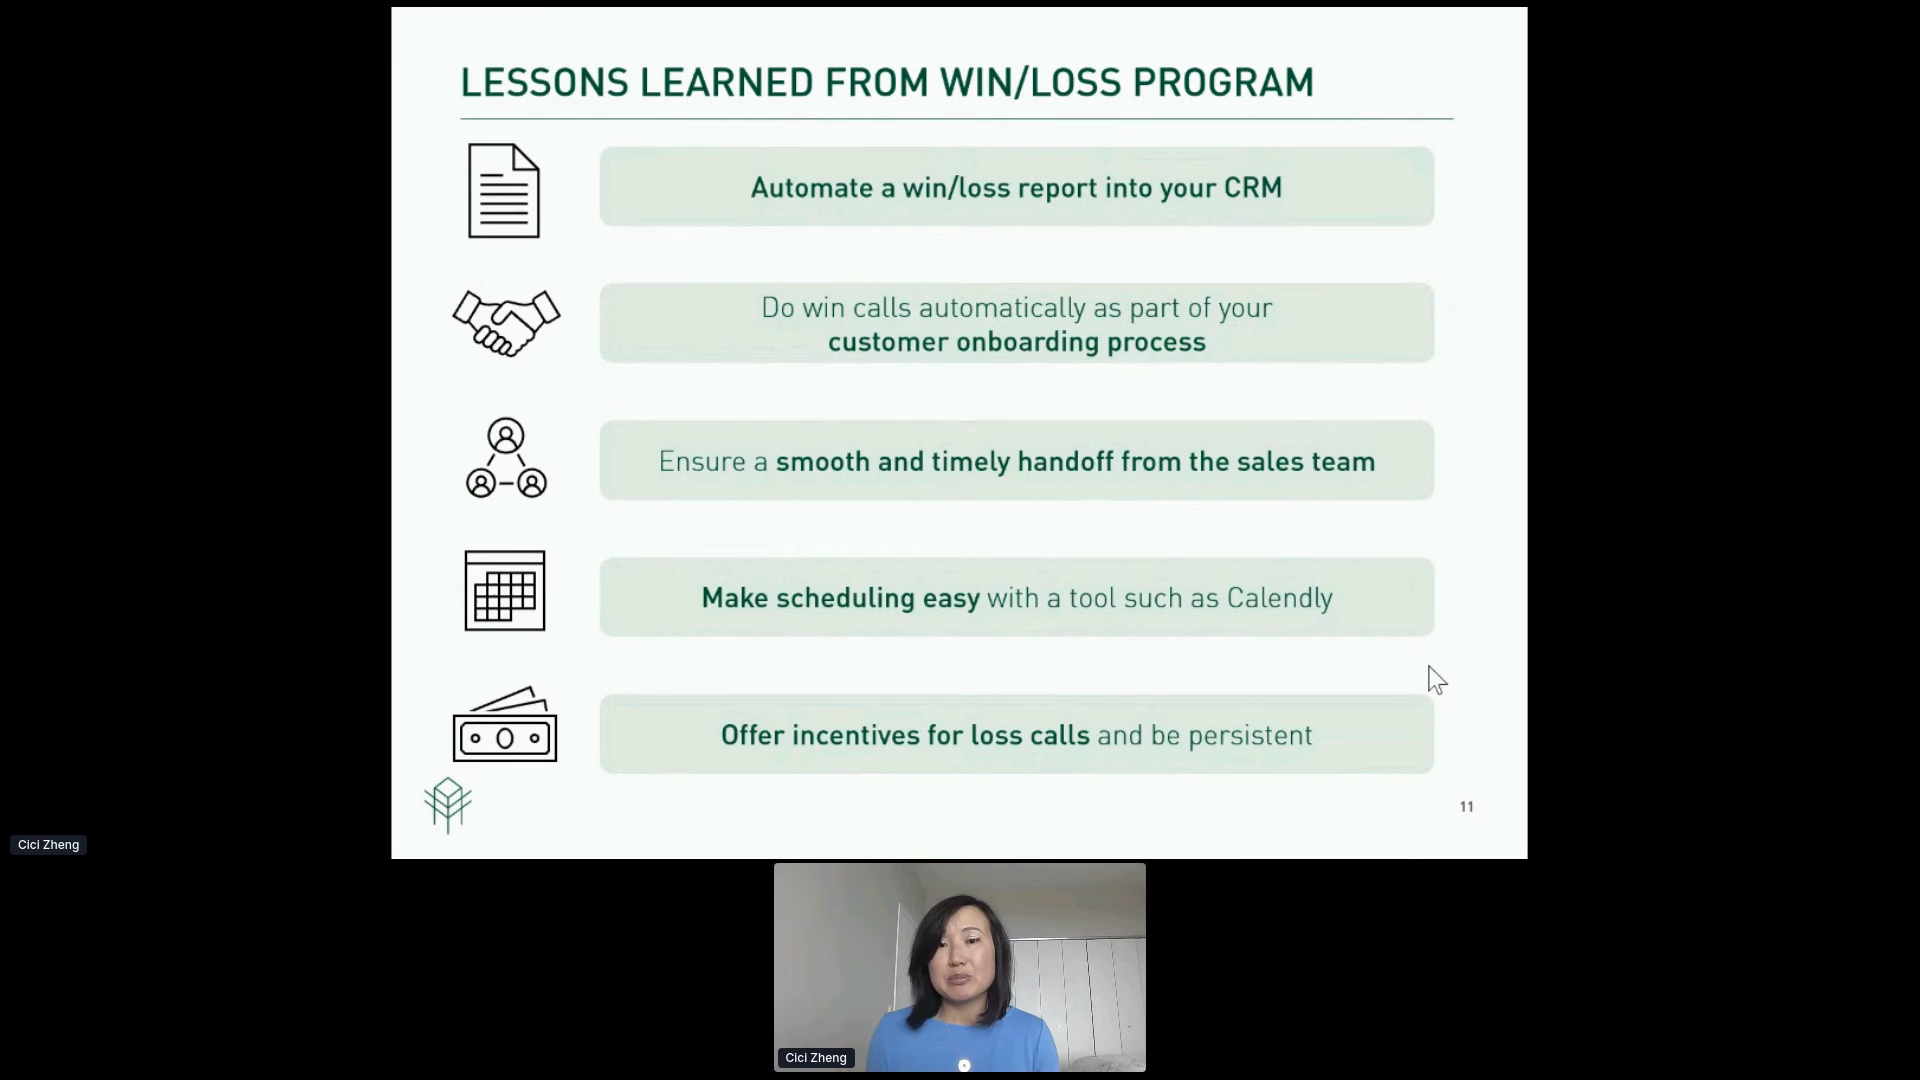 LESSONS LEARNED FROM WIN/LOSS PROGRAM
Automate a win/loss report into your CRM
Do win calls automatically as part of your
customer onboarding process
Ensure a smooth and timely handoff from the sales team
Make scheduling easy with a tool such as Calendly
Offer incentives for loss calls and be persistent
11
Cici Zheng
Cici Zheng